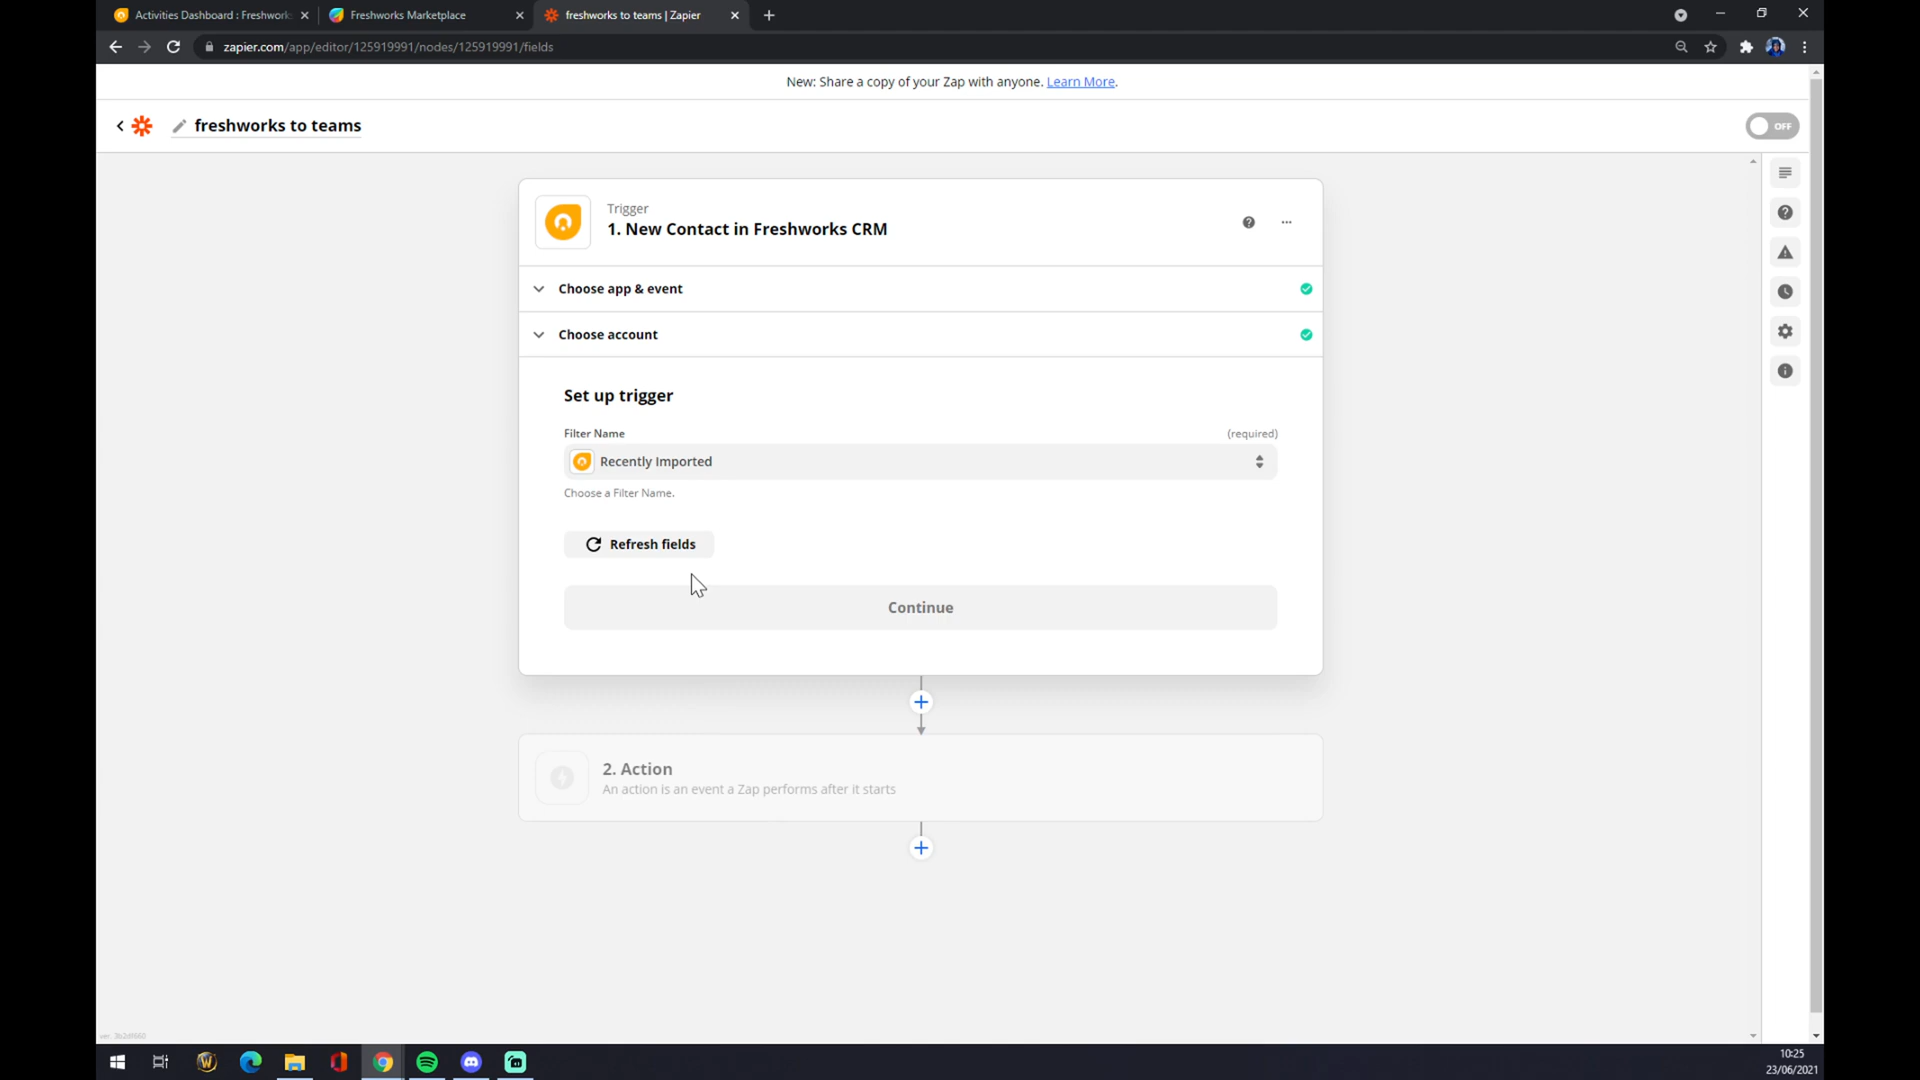 Activities Dashboard : Freshworks
Freshworks Marketplace
freshworks to teams | Zapier
zapier.com/app/editor/125919991/nodes/125919991/fields
New: Share a copy of your Zap with anyone. Learn More.
freshworks to teams
OFF
Trigger
1. New Contact in Freshworks CRM
Choose app & event
Choose account
Set up trigger
Filter Name
(required)
Recently Imported
Choose a Filter Name.
Refresh fields
Continue
2. Action
An action is an event a Zap performs after it starts
10:25
23/06/2021